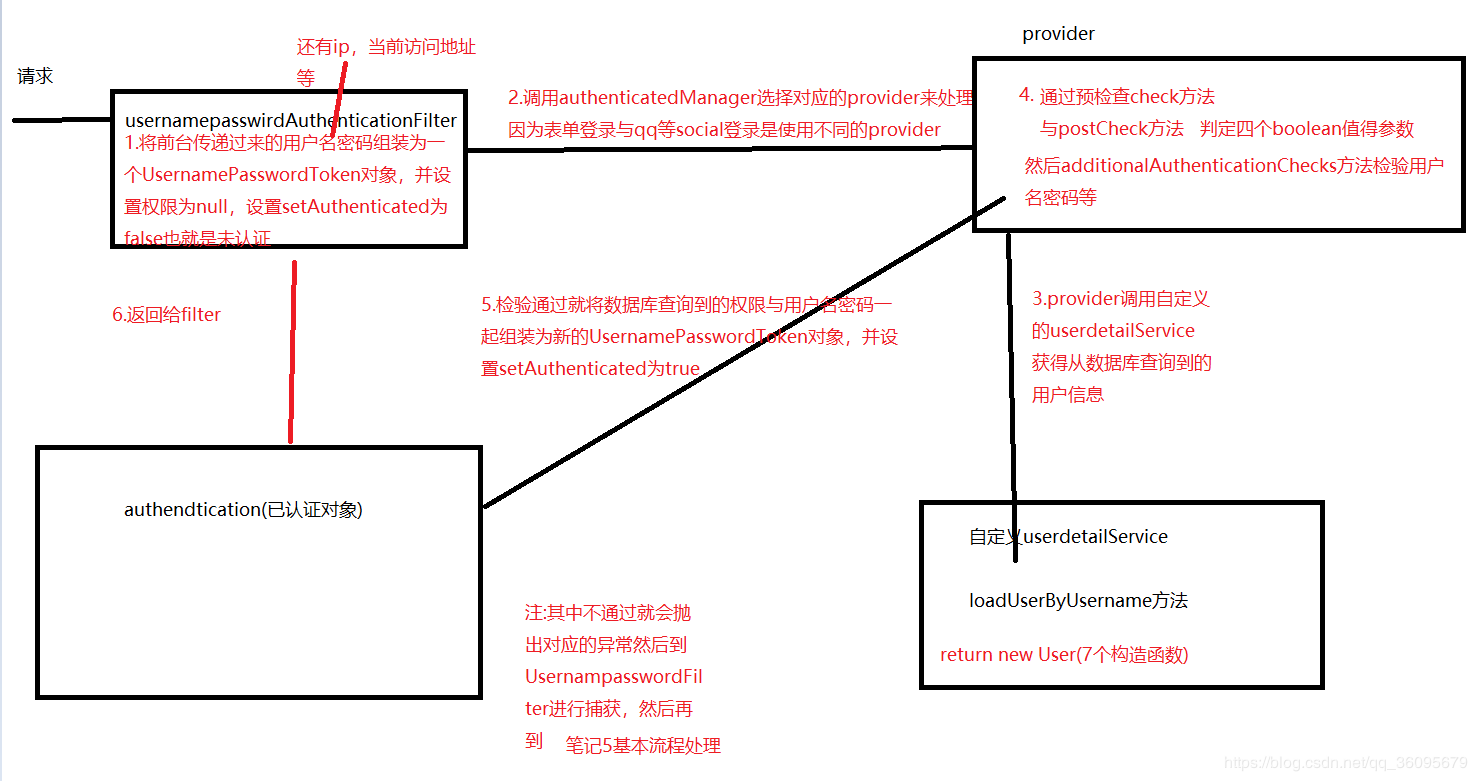 请求
还有ip，当前访问地址
等
usernamepasswirdAuthenticationFilter
1.将前台传递过来的用户名密码组装为一
个UsernamePasswordToken对象，并设
置权限为null，设置setAuthenticated为
false也就是未认证
2.调用authenticatedManager选择对应的provider来处理
因为表单登录与qq等social登录是使用不同的provider
provider
4. 通过预检查check方法
与postCheck方法 判定四个boolean值得参数
然后additionalAuthenticationChecks方法检验用户
名密码等
3.provider调用自定义
的userdetailService
获得从数据库查询到的
用户信息
5.检验通过就将数据库查询到的权限与用户名密码一
起组装为新的UsernamePasswordToken对象，并设
置setAuthenticated为true
6.返回给filter
authendtication(已认证对象)
自定义userdetailService
loadUserByUsername方法
return new User(7个构造函数)
注:其中不通过就会抛
出对应的异常然后到
UsernampasswordFil
ter进行捕获，然后再
到 笔记5基本流程处理
https://blog.csdn.net/qq_36095679